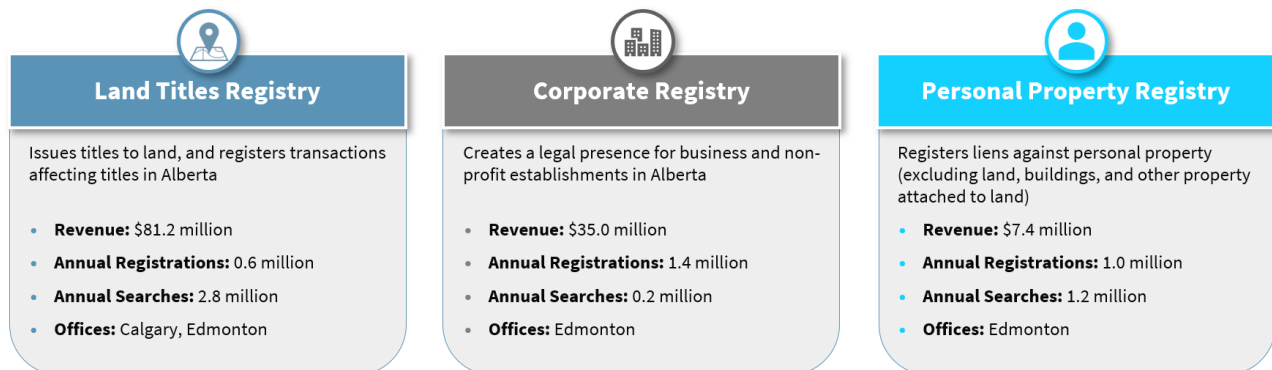 Land Titles Registry
Issues titles to land, and registers transactions
affecting titles in Alberta
• Revenue: $81.2 million
• Annual Registrations: 0.6 million
• Annual Searches: 2.8 million
• Offices: Calgary, Edmonton
Corporate Registry
Creates a legal presence for business and non-
profit establishments in Alberta
• Revenue: $35.0 million
• Annual Registrations: 1.4 million
• Annual Searches: 0.2 million
• Offices: Edmonton
Personal Property Registry
Registers liens against personal property
(excluding land, buildings, and other property
attached to land)
• Revenue: $7.4 million
• Annual Registrations: 1.0 million
• Annual Searches: 1.2 million
• Offices: Edmonton